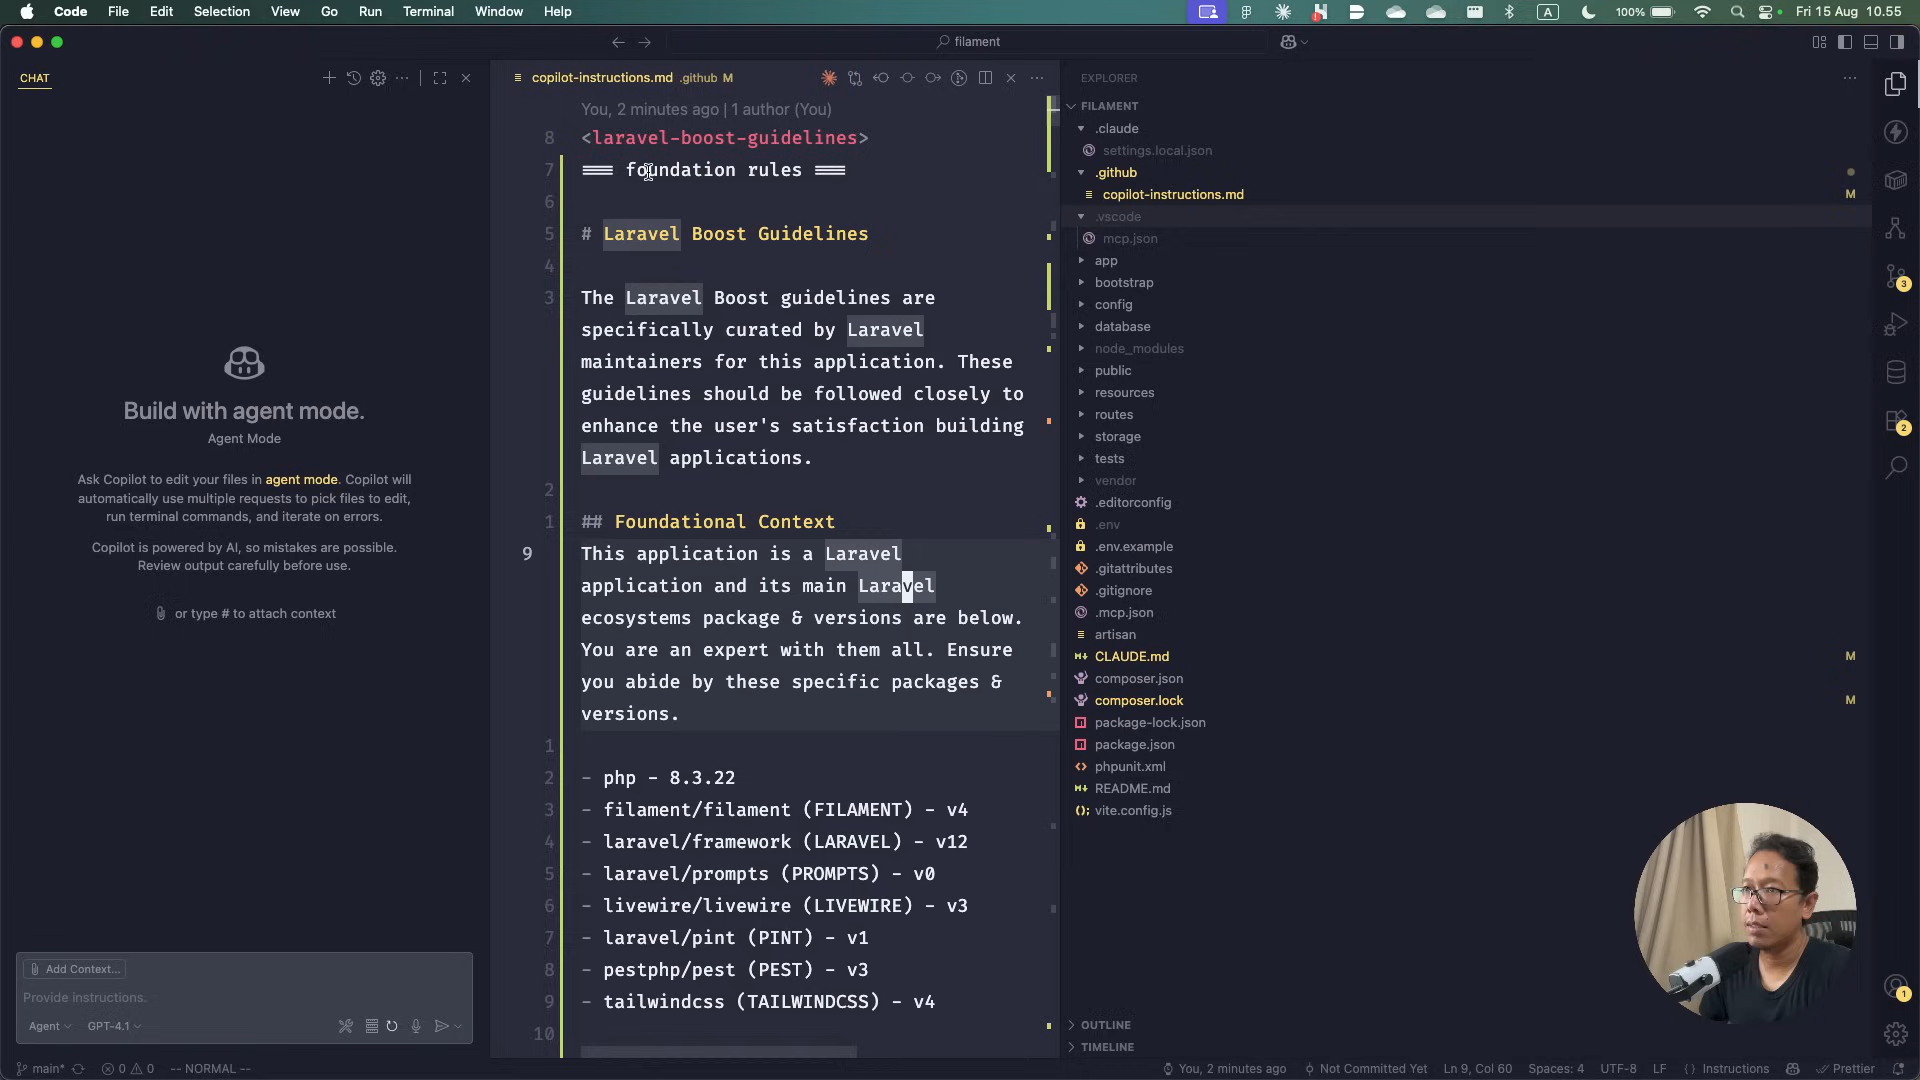 Code File Edit Selection View Go Run Terminal Window Help
A 100% Fri 15 Aug 10.55
filament
CHAT
copilot-instructions.md .github M
EXPLORER
You, 2 minutes ago | 1 author (You)
8 <laravel-boost-guidelines>
7 === foundation rules ===
6
5 # Laravel Boost Guidelines
4
3 The Laravel Boost guidelines are
specifically curated by Laravel
maintainers for this application. These
guidelines should be followed closely to
enhance the user's satisfaction building
Laravel applications.
2
1 ## Foundational Context
9 This application is a Laravel
application and its main Laravel
ecosystems package & versions are below.
You are an expert with them all. Ensure
you abide by these specific packages &
versions.
1
2 - php - 8.3.22
3 - filament/filament (FILAMENT) - v4
4 - laravel/framework (LARAVEL) - v12
5 - laravel/prompts (PROMPTS) - v0
6 - livewire/livewire (LIVEWIRE) - v3
7 - laravel/pint (PINT) - v1
8 - pestphp/pest (PEST) - v3
9 - tailwindcss (TAILWINDCSS) - v4
10
Build with agent mode.
Agent Mode
Ask Copilot to edit your files in agent mode. Copilot will
automatically use multiple requests to pick files to edit,
run terminal commands, and iterate on errors.
Copilot is powered by AI, so mistakes are possible.
Review output carefully before use.
or type # to attach context
Add Context...
Provide instructions.
Agent GPT-4.1
FILAMENT
.claude
settings.local.json
.github
copilot-instructions.md M
.vscode
mcp.json
app
bootstrap
config
database
node_modules
public
resources
routes
storage
tests
vendor
.editorconfig
.env
.env.example
.gitattributes
.gitignore
.mcp.json
artisan
CLAUDE.md M
composer.json
composer.lock M
package-lock.json
package.json
phpunit.xml
README.md
vite.config.js
OUTLINE
TIMELINE
3
2
1
main* 0 0 -- NORMAL --
You, 2 minutes ago Not Committed Yet Ln 9, Col 60 Spaces: 4 UTF-8 LF Instructions Prettier